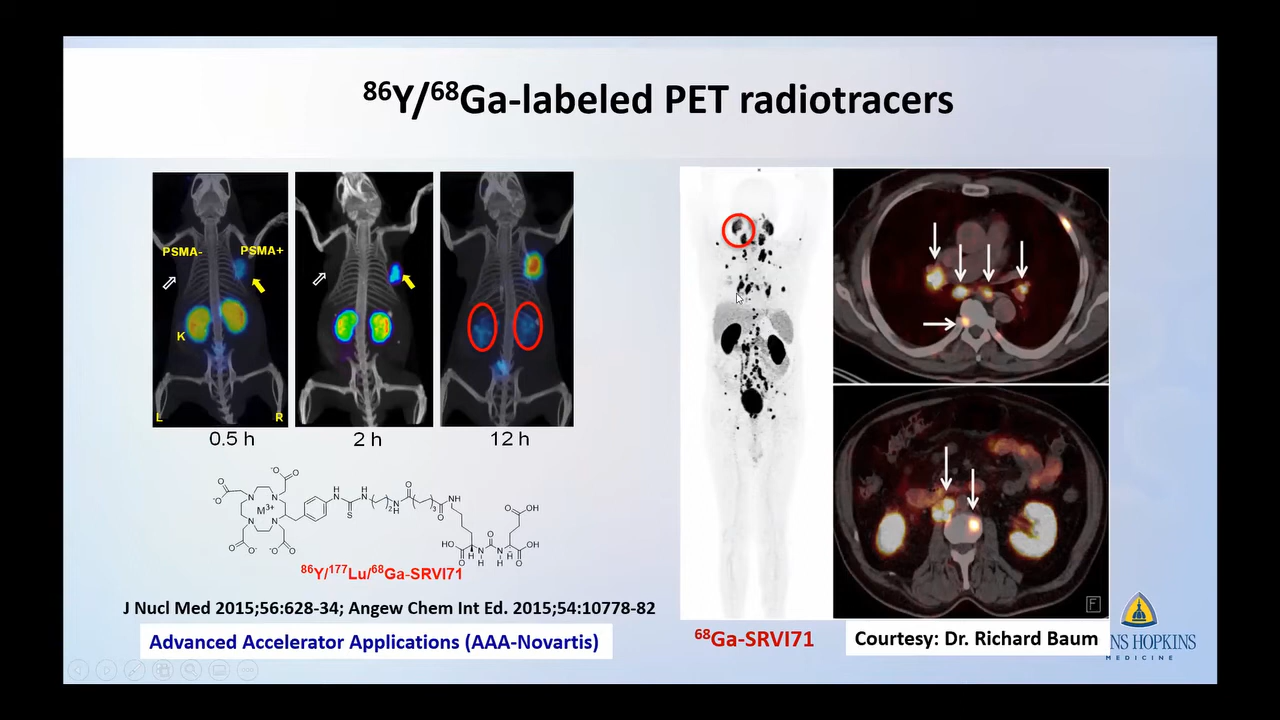 ⁸⁶Y/⁶⁸Ga-labeled PET radiotracers
PSMA-
PSMA+
K
L
R
0.5 h
2 h
12 h
M³⁺
⁸⁶Y/¹⁷⁷Lu/⁶⁸Ga-SRVI71
J Nucl Med 2015;56:628-34; Angew Chem Int Ed. 2015;54:10778-82
Advanced Accelerator Applications (AAA-Novartis)
⁶⁸Ga-SRVI71
F
Courtesy: Dr. Richard Baum
NS HOPKINS
MEDICINE